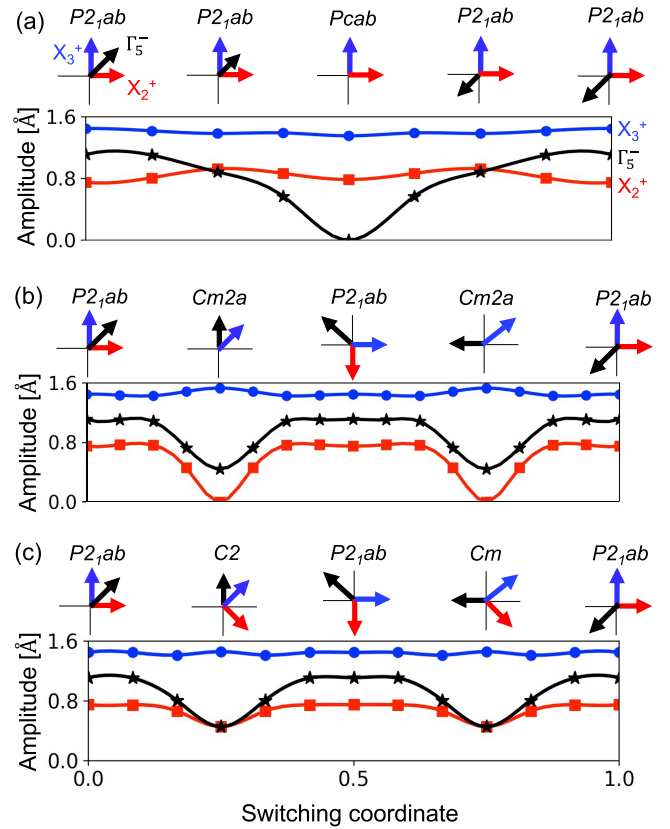 (a) P2₁ab P2₁ab Pcab P2₁ab P2₁ab
X₃⁺ Γ₅⁻
X₂⁺
1.6 X₃⁺
Γ₅⁻
0.8 X₂⁺
0.0
Amplitude [Å]
(b) P2₁ab Cm2a P2₁ab Cm2a P2₁ab
1.6
0.8
0.0
Amplitude [Å]
(c) P2₁ab C2 P2₁ab Cm P2₁ab
1.6
0.8
0.0
Amplitude [Å]
0.0 0.5 1.0
Switching coordinate